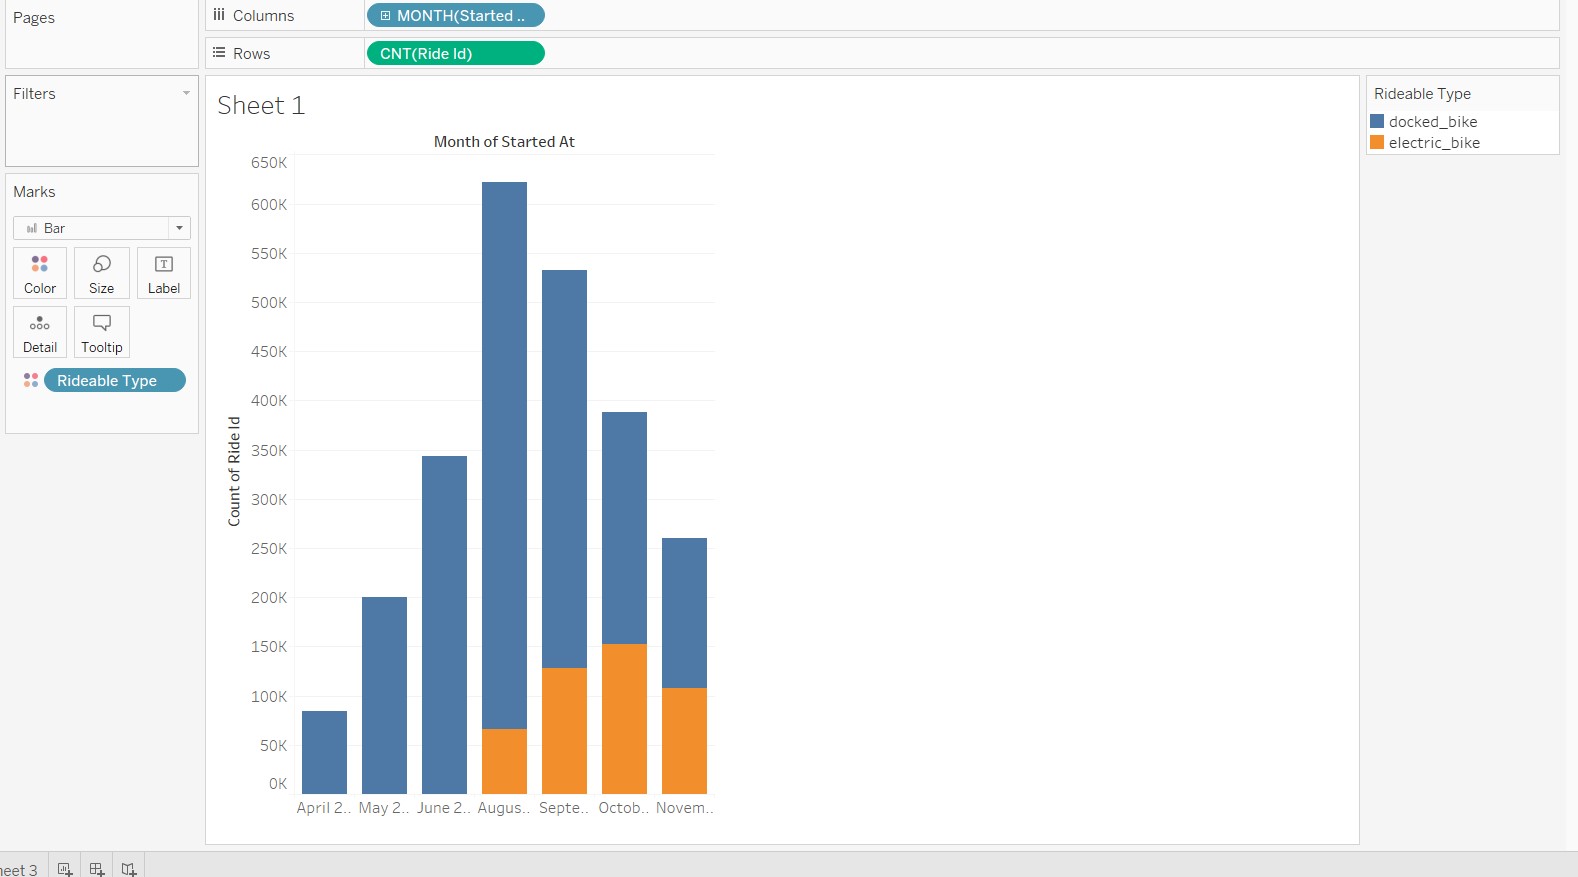 Pages
Columns
MONTH(Started ..
Rows
CNT(Ride Id)
Filters
Marks
Bar
Color
Size
T
Label
Detail
Tooltip
Rideable Type
Sheet 1
Month of Started At
Count of Ride Id
650K
600K
550K
500K
450K
400K
350K
300K
250K
200K
150K
100K
50K
0K
April 2.. May 2.. June 2.. Augus.. Septe.. Octob.. Novem..
Rideable Type
docked_bike
electric_bike
heet 3